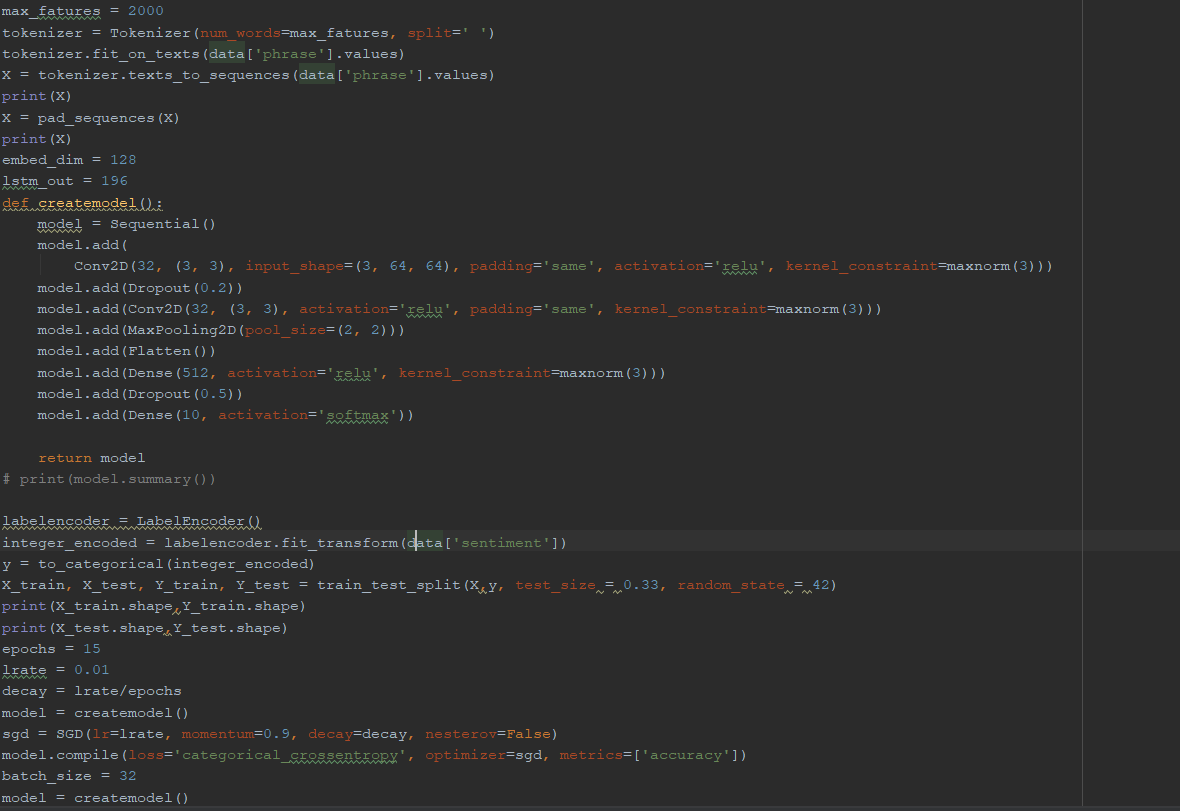 max_fatures = 2000
tokenizer = Tokenizer(num_words=max_fatures, split=' ')
tokenizer.fit_on_texts(data['phrase'].values)
X = tokenizer.texts_to_sequences(data['phrase'].values)
print(X)
X = pad_sequences(X)
print(X)
embed_dim = 128
lstm_out = 196
def createmodel():
    model = Sequential()
    model.add(
        Conv2D(32, (3, 3), input_shape=(3, 64, 64), padding='same', activation='relu', kernel_constraint=maxnorm(3)))
    model.add(Dropout(0.2))
    model.add(Conv2D(32, (3, 3), activation='relu', padding='same', kernel_constraint=maxnorm(3)))
    model.add(MaxPooling2D(pool_size=(2, 2)))
    model.add(Flatten())
    model.add(Dense(512, activation='relu', kernel_constraint=maxnorm(3)))
    model.add(Dropout(0.5))
    model.add(Dense(10, activation='softmax'))
    return model
# print(model.summary())
labelencoder = LabelEncoder()
integer_encoded = labelencoder.fit_transform(data['sentiment'])
y = to_categorical(integer_encoded)
X_train, X_test, Y_train, Y_test = train_test_split(X,y, test_size = 0.33, random_state = 42)
print(X_train.shape,Y_train.shape)
print(X_test.shape,Y_test.shape)
epochs = 15
lrate = 0.01
decay = lrate/epochs
model = createmodel()
sgd = SGD(lr=lrate, momentum=0.9, decay=decay, nesterov=False)
model.compile(loss='categorical_crossentropy', optimizer=sgd, metrics=['accuracy'])
batch_size = 32
model = createmodel()